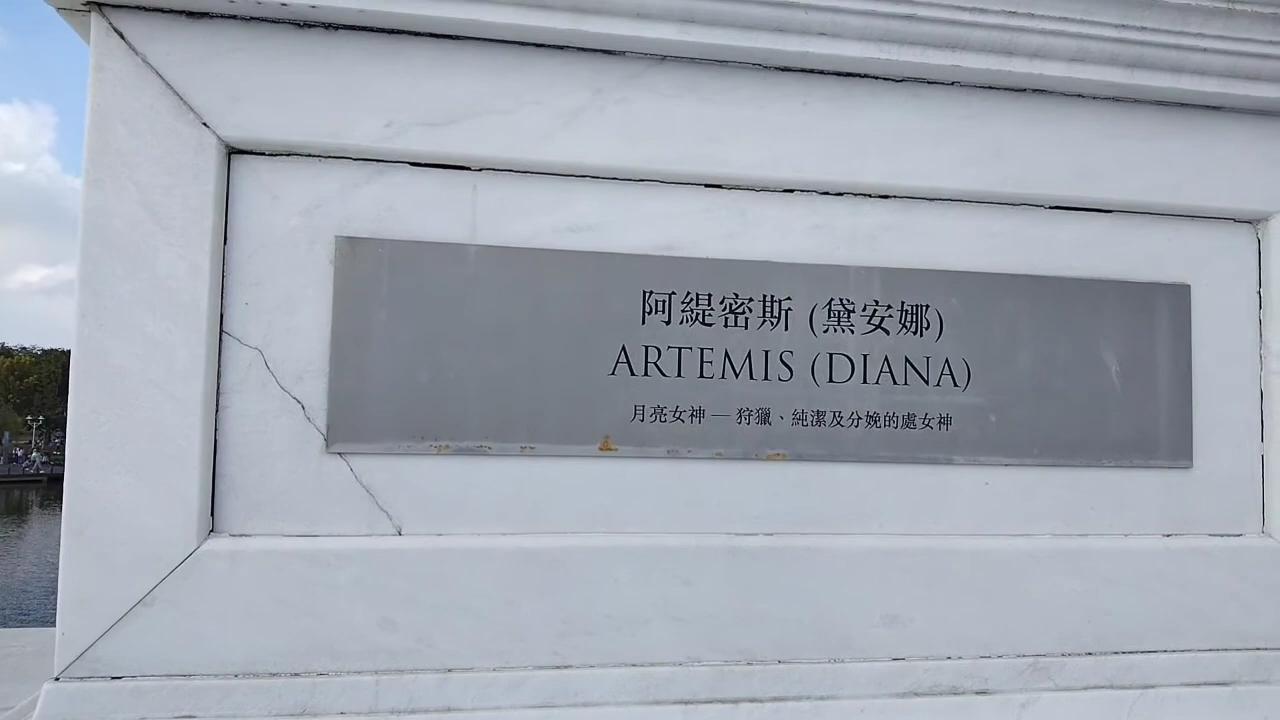 阿緹密斯 (黛安娜)
ARTEMIS (DIANA)
月亮女神 — 狩獵、純潔及分娩的處女神